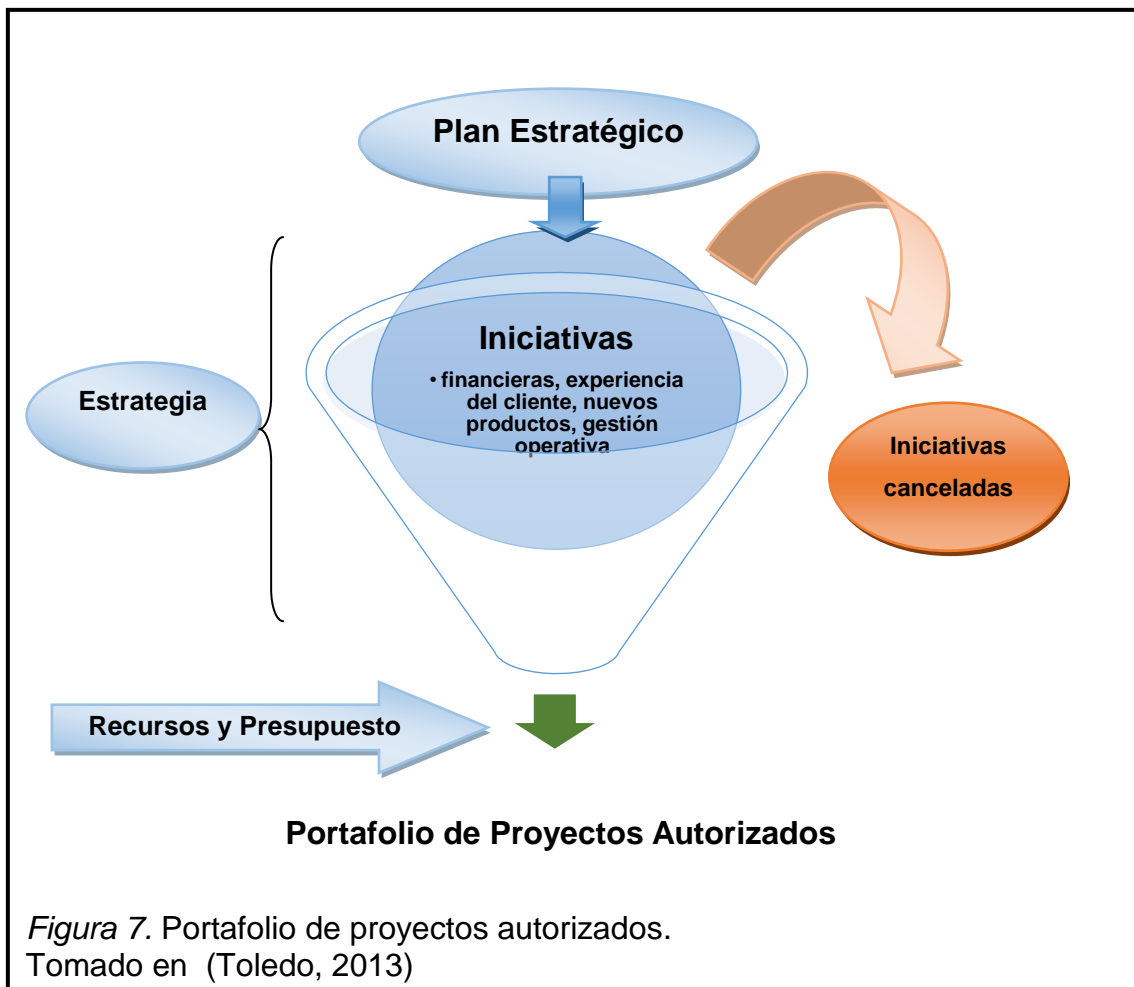 Plan Estratégico
Iniciativas
• financieras, experiencia
del cliente, nuevos
productos, gestión
operativa
Estrategia
Iniciativas
canceladas
Recursos y Presupuesto
Portafolio de Proyectos Autorizados
Figura 7. Portafolio de proyectos autorizados.
Tomado en (Toledo, 2013)